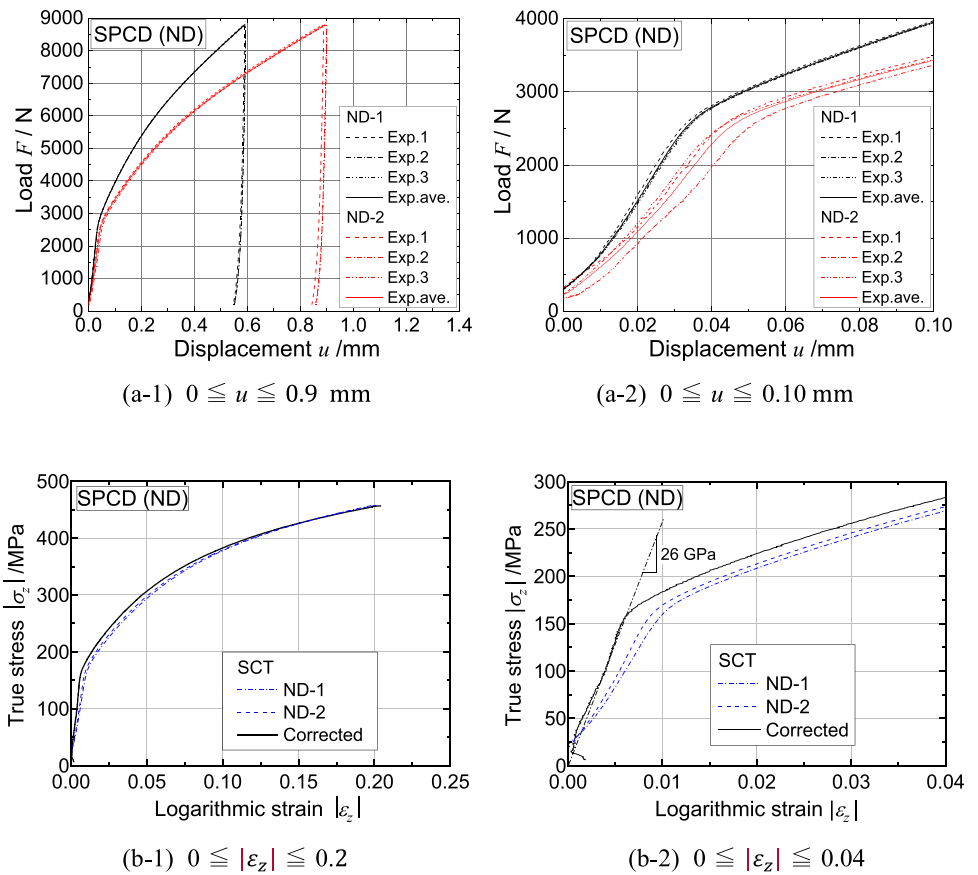 SPCD (ND)
Load F / N
9000
8000
7000
6000
5000
4000
3000
2000
1000
0
0.0 0.2 0.4 0.6 0.8 1.0 1.2 1.4
Displacement u /mm
ND-1
Exp.1
Exp.2
Exp.3
Exp.ave.
ND-2
Exp.1
Exp.2
Exp.3
Exp.ave.
(a-1) 0 ≦ u ≦ 0.9 mm
SPCD (ND)
Load F / N
4000
3000
2000
1000
0
0.00 0.02 0.04 0.06 0.08 0.10
Displacement u /mm
ND-1
Exp.1
Exp.2
Exp.3
Exp.ave.
ND-2
Exp.1
Exp.2
Exp.3
Exp.ave.
(a-2) 0 ≦ u ≦ 0.10 mm
SPCD (ND)
True stress |σz| /MPa
500
400
300
200
100
0
0.00 0.05 0.10 0.15 0.20 0.25
Logarithmic strain |εz|
SCT
ND-1
ND-2
Corrected
(b-1) 0 ≦ |εz| ≦ 0.2
SPCD (ND)
True stress |σz| /MPa
300
250
200
150
100
50
0
0.00 0.01 0.02 0.03 0.04
Logarithmic strain |εz|
26 GPa
SCT
ND-1
ND-2
Corrected
(b-2) 0 ≦ |εz| ≦ 0.04